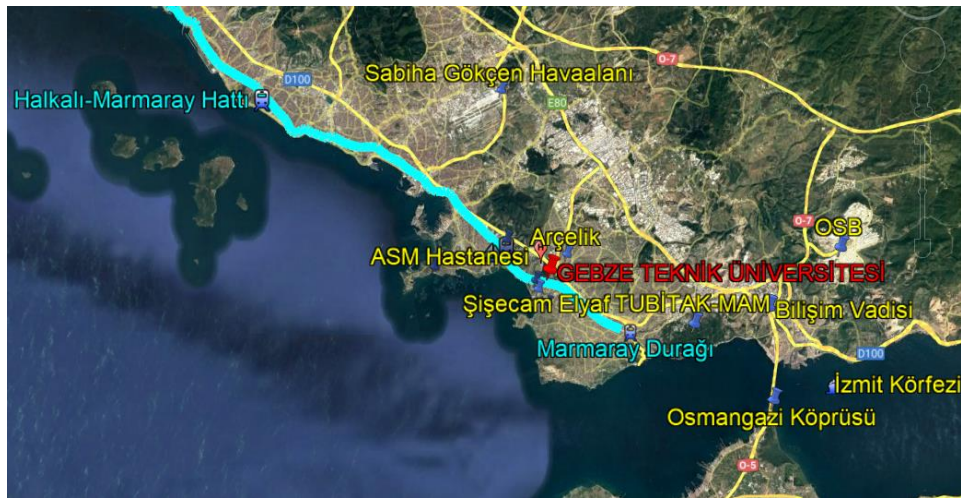 O-7
D100
Sabiha Gökçen Havaalanı
Halkalı-Marmaray Hattı
E80
O-7
OSB
Arçelik
ASM Hastanesi
GEBZE TEKNİK ÜNİVERSİTESİ
Şişecam Elyaf TUBİTAK-MAM
Bilişim Vadisi
Marmaray Durağı
D100
İzmit Körfezi
Osmangazi Köprüsü
O-5